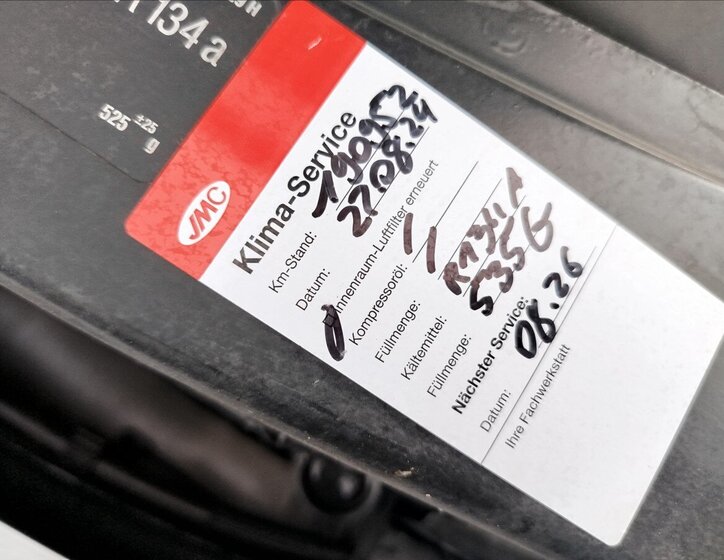 134a
525 ±25 g
JMC
Klima-Service
Km-Stand: 190952
Datum: 27.08.24
Innenraum-Luftfilter erneuert
Kompressoröl: –
Füllmenge: –
Kältemittel: R134A
Füllmenge: 535G
Nächster Service:
Datum: 08.26
Ihre Fachwerkstatt